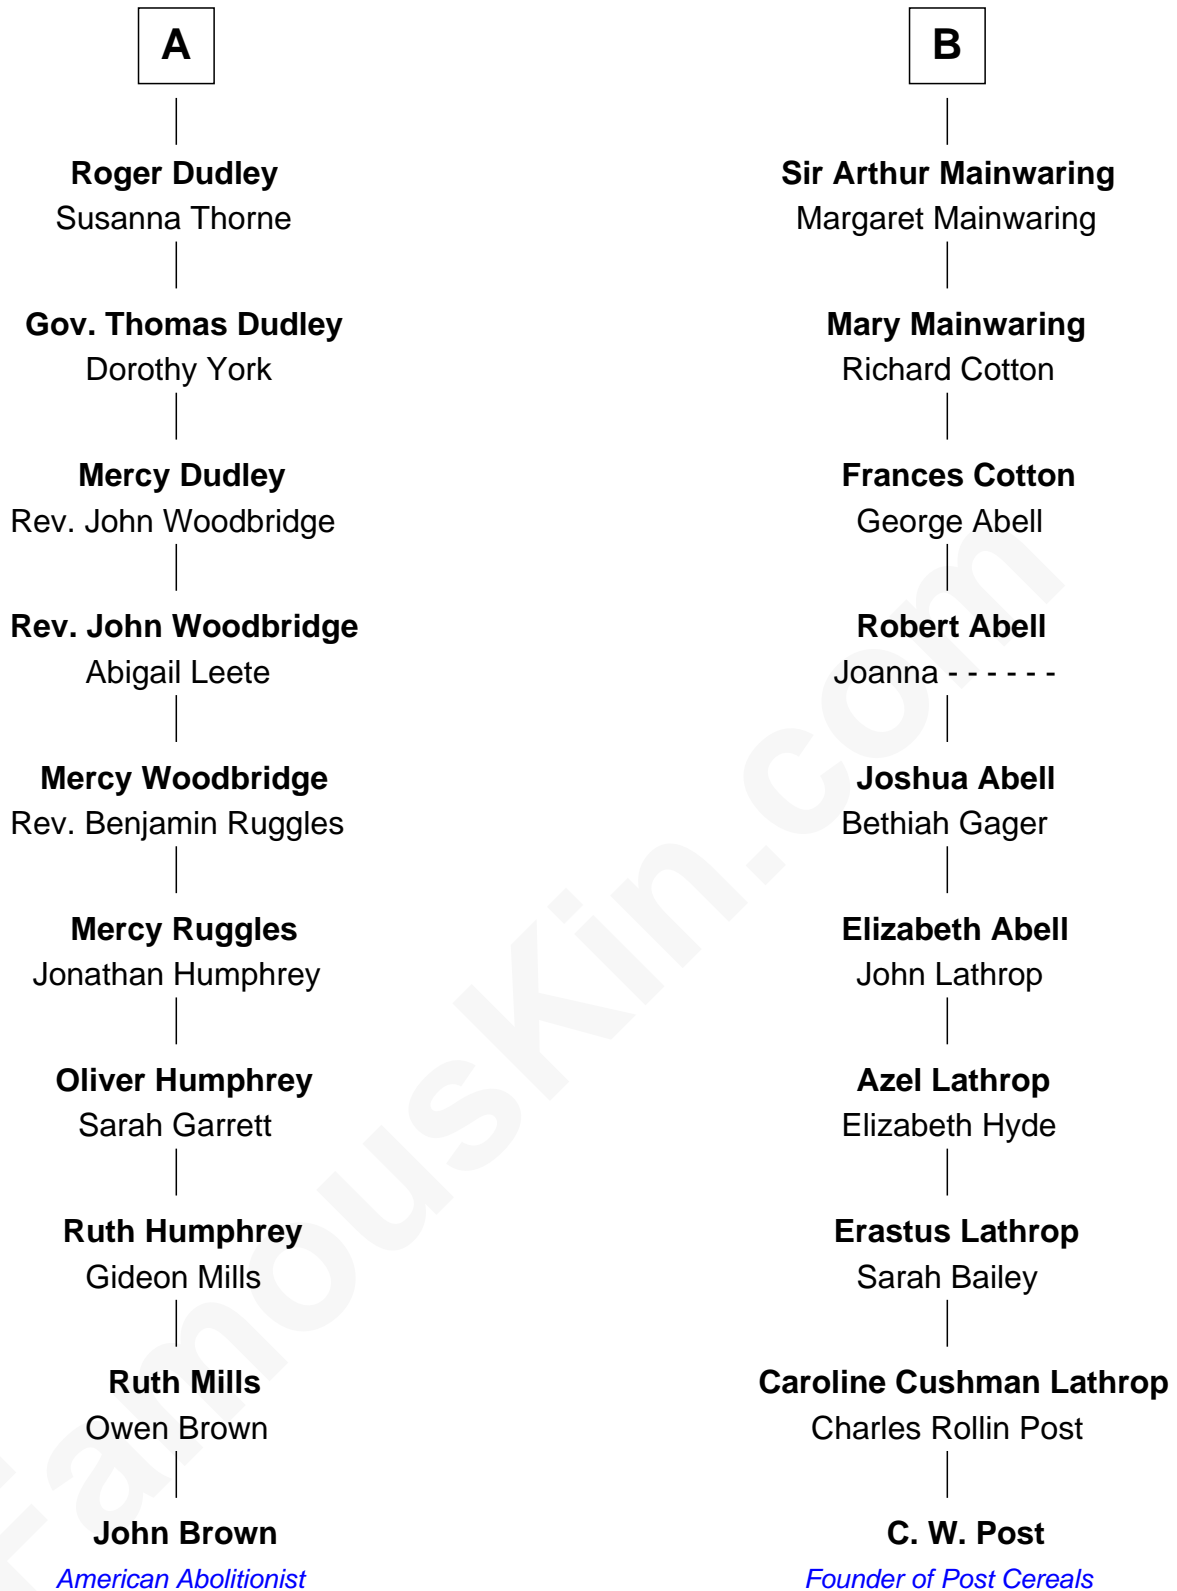 A
Roger Dudley
Susanna Thorne
Gov. Thomas Dudley
Dorothy York
Mercy Dudley
Rev. John Woodbridge
Rev. John Woodbridge
Abigail Leete
Mercy Woodbridge
Rev. Benjamin Ruggles
Mercy Ruggles
Jonathan Humphrey
Oliver Humphrey
Sarah Garrett
Ruth Humphrey
Gideon Mills
Ruth Mills
Owen Brown
John Brown
American Abolitionist
B
Sir Arthur Mainwaring
Margaret Mainwaring
Mary Mainwaring
Richard Cotton
Frances Cotton
George Abell
Robert Abell
Joanna - - - - - -
Joshua Abell
Bethiah Gager
Elizabeth Abell
John Lathrop
Azel Lathrop
Elizabeth Hyde
Erastus Lathrop
Sarah Bailey
Caroline Cushman Lathrop
Charles Rollin Post
C. W. Post
Founder of Post Cereals
FamousKin.com